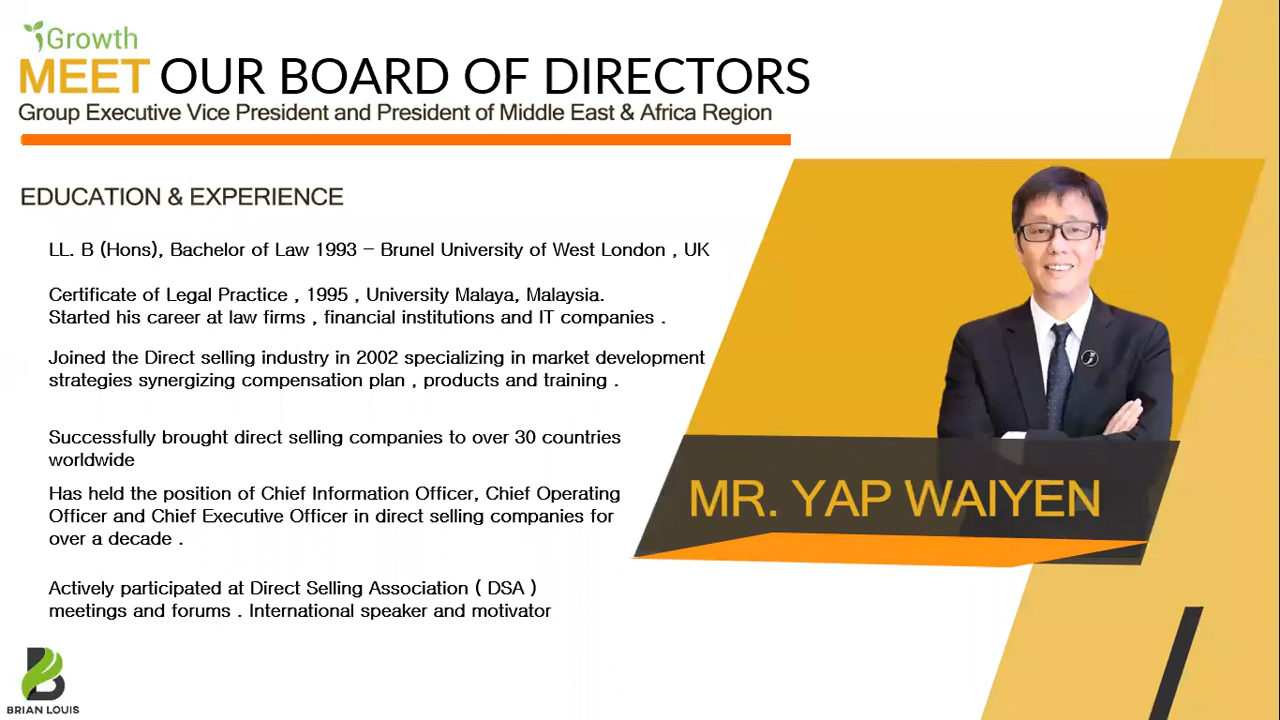 iGrowth
MEET OUR BOARD OF DIRECTORS
Group Executive Vice President and President of Middle East & Africa Region
EDUCATION & EXPERIENCE
LL. B (Hons), Bachelor of Law 1993 - Brunel University of West London , UK
Certificate of Legal Practice , 1995 , University Malaya, Malaysia.
Started his career at law firms , financial institutions and IT companies .
Joined the Direct selling industry in 2002 specializing in market development
strategies synergizing compensation plan , products and training .
Successfully brought direct selling companies to over 30 countries
worldwide
Has held the position of Chief Information Officer, Chief Operating
Officer and Chief Executive Officer in direct selling companies for
over a decade .
Actively participated at Direct Selling Association ( DSA )
meetings and forums . International speaker and motivator
MR. YAP WAIYEN
BRIAN LOUIS